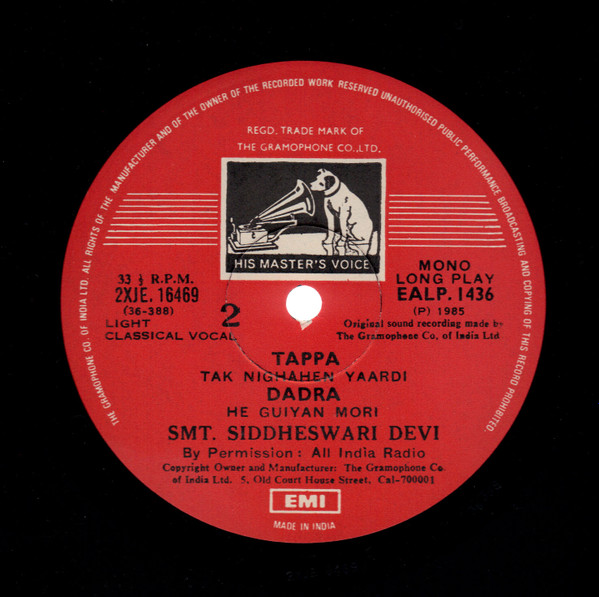 THE GRAMOPHONE CO. OF INDIA LTD. ALL RIGHTS OF THE MANUFACTURER AND OF THE OWNER OF THE RECORDED WORK RESERVED UNAUTHORISED PUBLIC PERFORMANCE BROADCASTING AND COPYING OF THIS RECORD PROHIBITED.
REGD. TRADE MARK OF
THE GRAMOPHONE CO., LTD.
HIS MASTER'S VOICE
33 ⅓ R.P.M.
2XJE. 16469
(36-388)
LIGHT
CLASSICAL VOCAL
2
MONO
LONG PLAY
EALP. 1436
(P) 1985
Original sound recording made by
The Gramophone Co, of India Ltd
TAPPA
TAK NIGHAHEN YAARDI
DADRA
HE GUIYAN MORI
SMT. SIDDHESWARI DEVI
By Permission: All India Radio
Copyright Owner and Manufacturer: The Gramophone Co.
of India Ltd. 5, Old Court House Street, Cal-700001
EMI
MADE IN INDIA